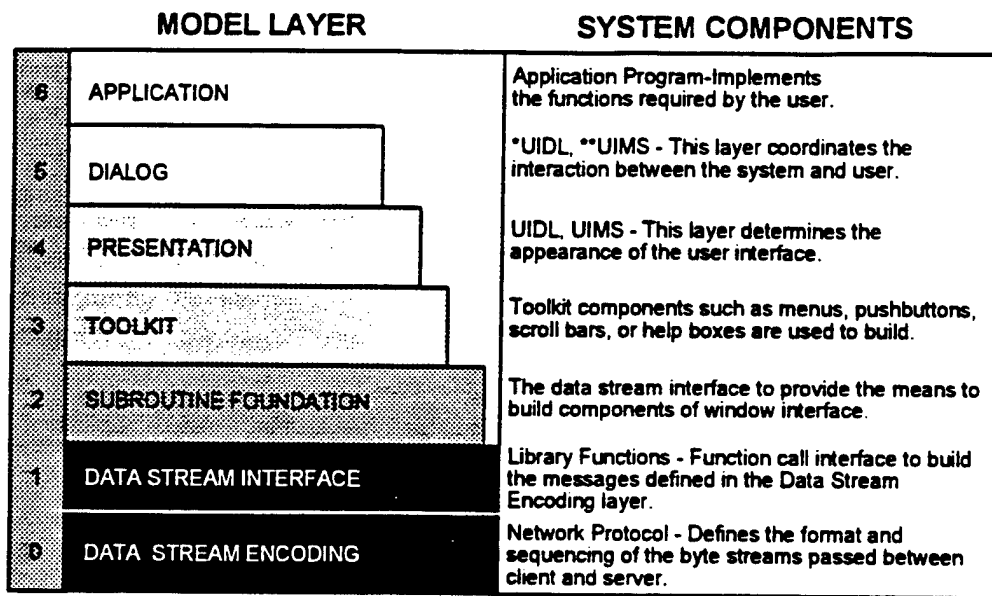 MODEL LAYER
SYSTEM COMPONENTS
6
APPLICATION
Application Program-Implements
the functions required by the user.
5
DIALOG
*UIDL, **UIMS - This layer coordinates the
interaction between the system and user.
4
PRESENTATION
UIDL, UIMS - This layer determines the
appearance of the user interface.
3
TOOLKIT
Toolkit components such as menus, pushbuttons,
scroll bars, or help boxes are used to build.
2
SUBROUTINE FOUNDATION
The data stream interface to provide the means to
build components of window interface.
1
DATA STREAM INTERFACE
Library Functions - Function call interface to build
the messages defined in the Data Stream
Encoding layer.
0
DATA STREAM ENCODING
Network Protocol - Defines the format and
sequencing of the byte streams passed between
client and server.